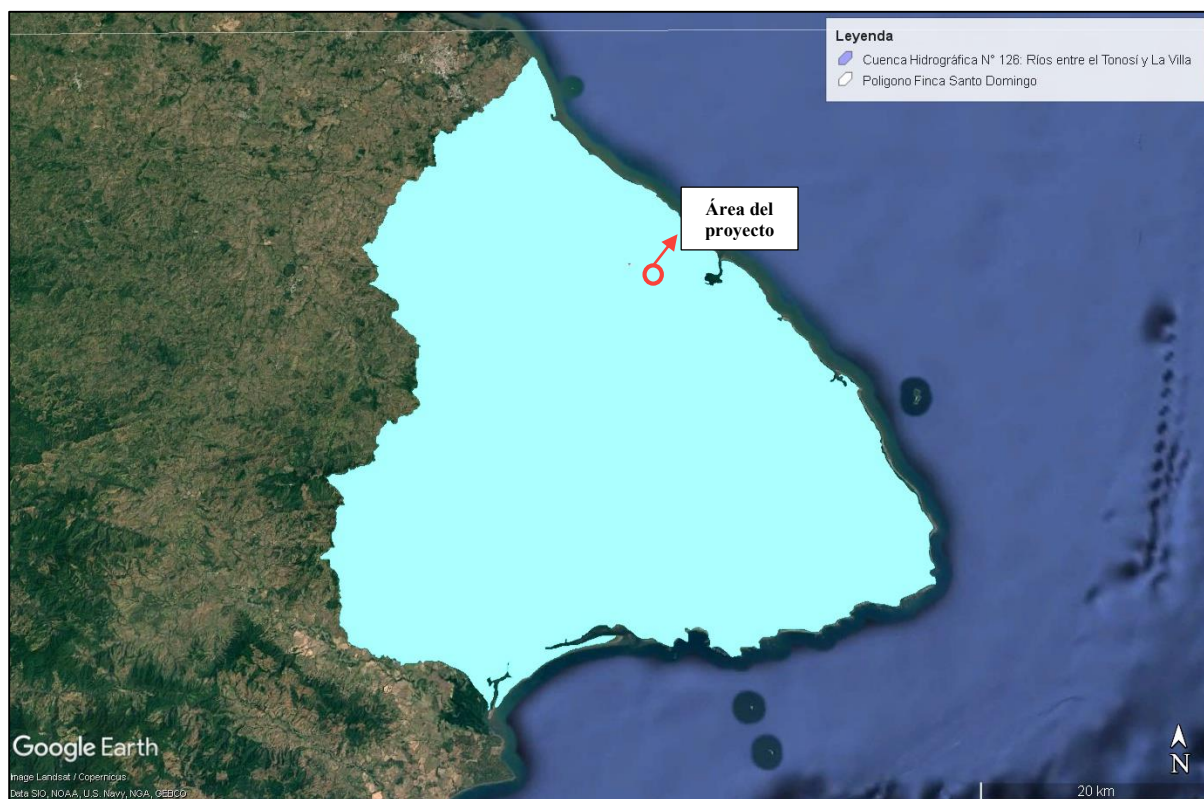 Leyenda
Cuenca Hidrográfica N° 126: Ríos entre el Tonosí y La Villa
Poligono Finca Santo Domingo
Área del
proyecto
Google Earth
Image Landsat / Copernicus
Data SIO, NOAA, U.S. Navy, NGA, GEBCO
N
20 km